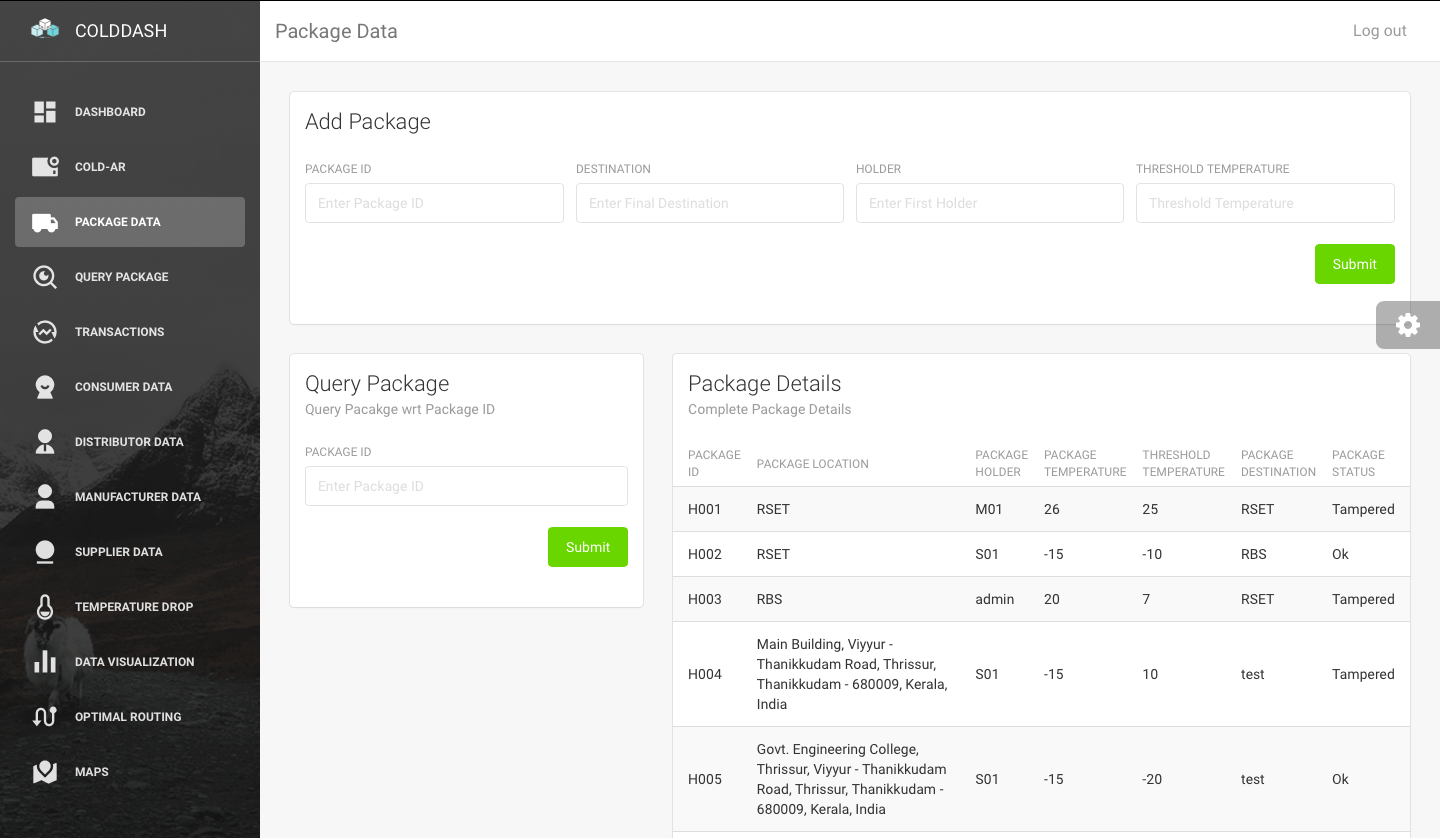 COLDDASH
Package Data
Log out
DASHBOARD
COLD-AR
PACKAGE DATA
QUERY PACKAGE
TRANSACTIONS
CONSUMER DATA
DISTRIBUTOR DATA
MANUFACTURER DATA
SUPPLIER DATA
TEMPERATURE DROP
DATA VISUALIZATION
OPTIMAL ROUTING
MAPS
Add Package
PACKAGE ID DESTINATION HOLDER THRESHOLD TEMPERATURE
Enter Package ID Enter Final Destination Enter First Holder Threshold Temperature
Submit
Query Package
Query Pacakge wrt Package ID
PACKAGE ID
Enter Package ID
Submit
Package Details
Complete Package Details
PACKAGE ID PACKAGE LOCATION PACKAGE HOLDER PACKAGE TEMPERATURE THRESHOLD TEMPERATURE PACKAGE DESTINATION PACKAGE STATUS
H001 RSET M01 26 25 RSET Tampered
H002 RSET S01 -15 -10 RBS Ok
H003 RBS admin 20 7 RSET Tampered
Main Building, Viyyur -
Thanikkudam Road, Thrissur,
H004 Thanikkudam - 680009, Kerala, S01 -15 10 test Tampered
India
Govt. Engineering College,
Thrissur, Viyyur - Thanikkudam
H005 Road, Thrissur, Thanikkudam - S01 -15 -20 test Ok
680009, Kerala, India